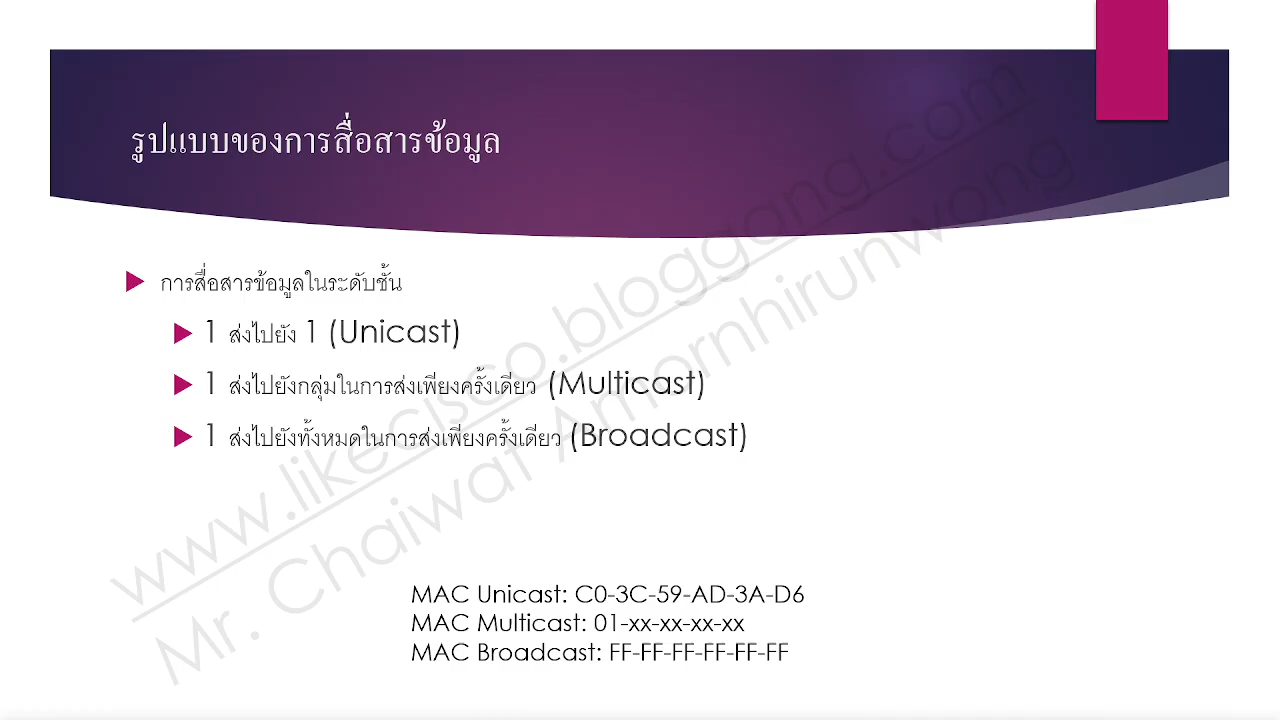 รูปแบบของการสื่อสารข้อมูล
การสื่อสารข้อมูลในระดับชั้น
1 ส่งไปยัง 1 (Unicast)
1 ส่งไปยังกลุ่มในการส่งเพียงครั้งเดียว (Multicast)
1 ส่งไปยังทั้งหมดในการส่งเพียงครั้งเดียว (Broadcast)
www.likecisco.bloggang.com
Mr. Chaiwat Amornhirunwong
MAC Unicast: C0-3C-59-AD-3A-D6
MAC Multicast: 01-xx-xx-xx-xx
MAC Broadcast: FF-FF-FF-FF-FF-FF